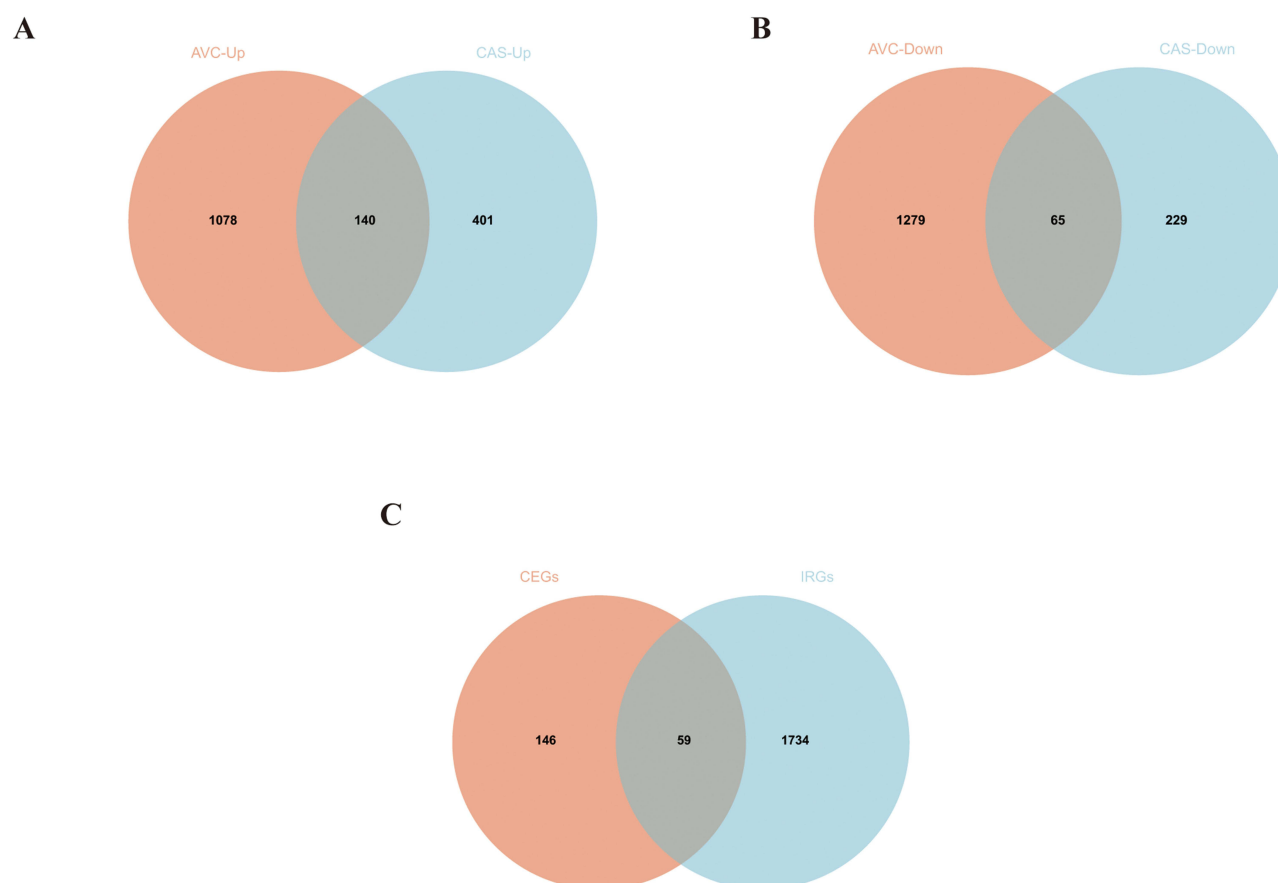 A
B
AVC-Up
CAS-Up
AVC-Down
CAS-Down
1078
140
401
1279
65
229
C
CEGs
IRGs
146
59
1734